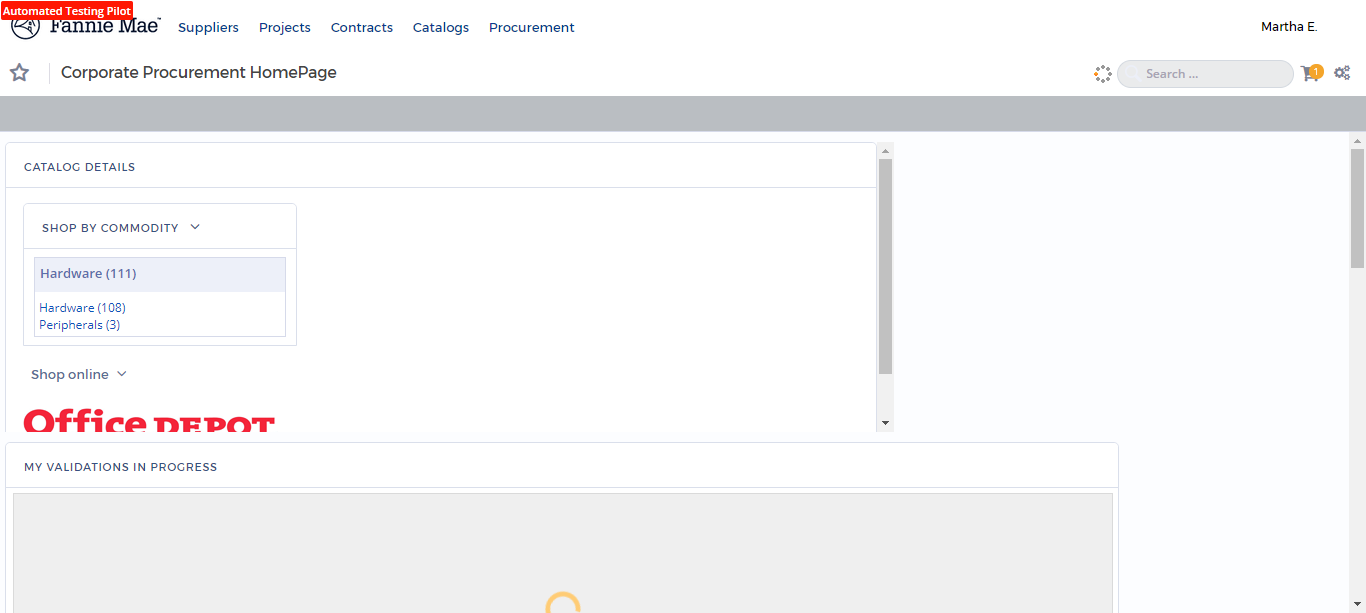 Automated Testing Pilot
Fannie Mae
Suppliers Projects Contracts Catalogs Procurement
Martha E.
Corporate Procurement HomePage
Search ...
1
CATALOG DETAILS
SHOP BY COMMODITY
Hardware (111)
Hardware (108)
Peripherals (3)
Shop online
Office DEPOT
MY VALIDATIONS IN PROGRESS